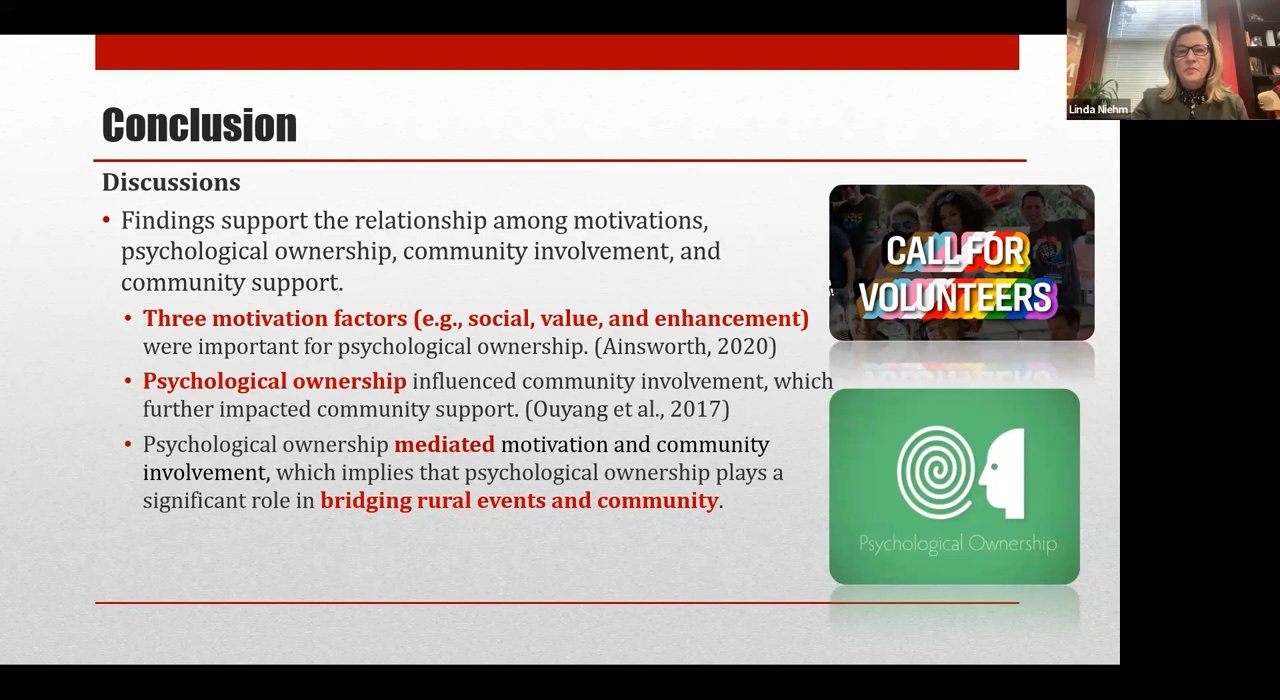 Conclusion
Discussions
• Findings support the relationship among motivations,
psychological ownership, community involvement, and
community support.
• Three motivation factors (e.g., social, value, and enhancement)
were important for psychological ownership. (Ainsworth, 2020)
• Psychological ownership influenced community involvement, which
further impacted community support. (Ouyang et al., 2017)
• Psychological ownership mediated motivation and community
involvement, which implies that psychological ownership plays a
significant role in bridging rural events and community.
CALL FOR
VOLUNTEERS
Psychological Ownership
Linda Niehm